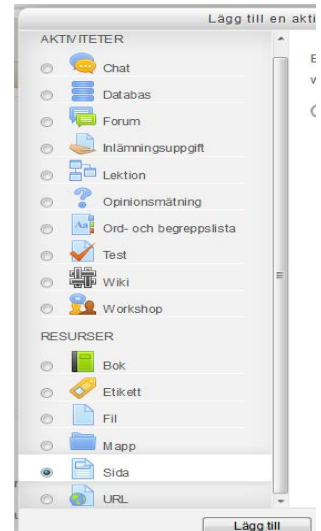 Lägg till en akti
AKTIVITETER
Chat
Databas
Forum
Inlämningsuppgift
Lektion
Opinionsmätning
Aa Ord- och begreppslista
Test
Wiki
Workshop
RESURSER
Bok
Etikett
Fil
Mapp
Sida
URL
Lägg till